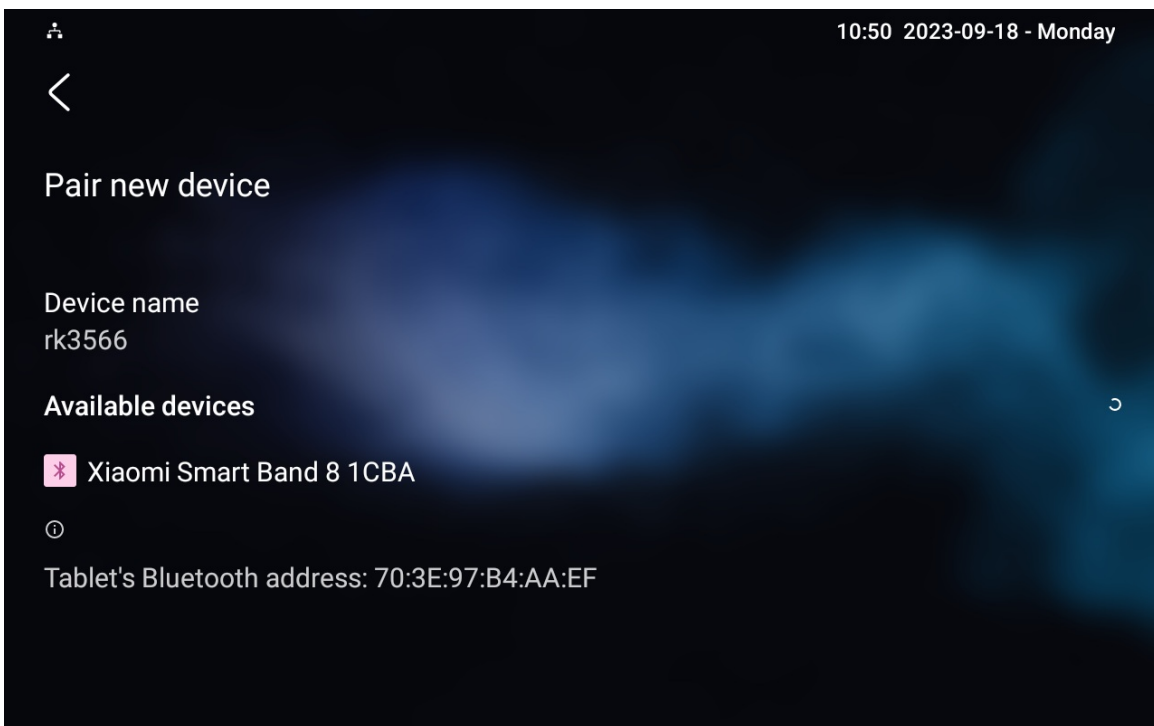 10:50 2023-09-18 - Monday
Pair new device
Device name
rk3566
Available devices
Xiaomi Smart Band 8 1CBA
Tablet's Bluetooth address: 70:3E:97:B4:AA:EF